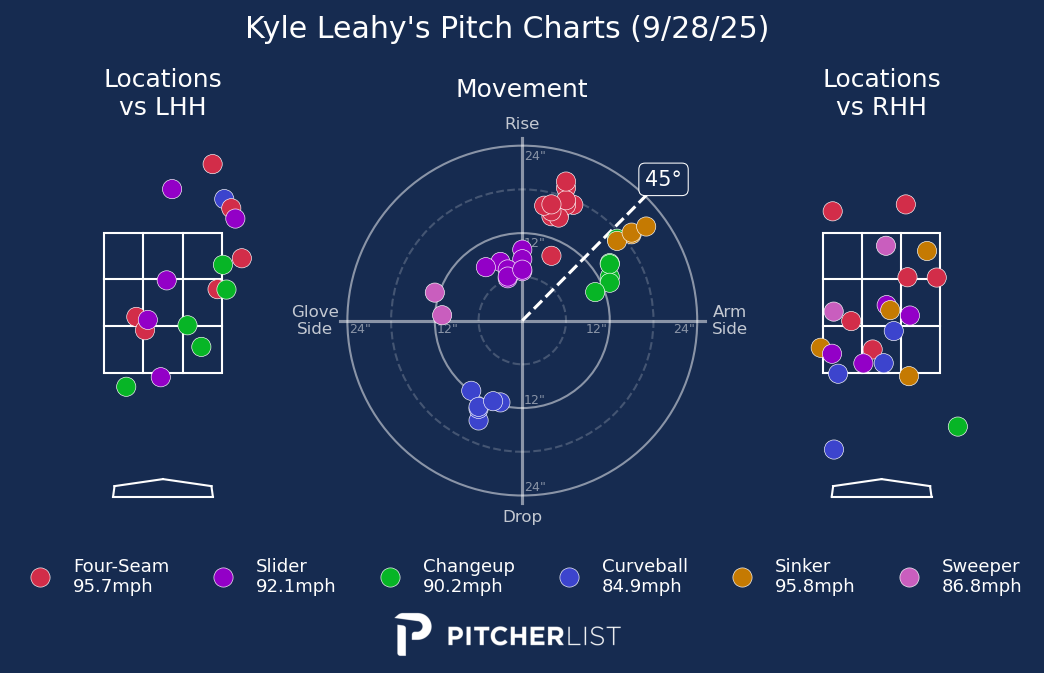 Kyle Leahy's Pitch Charts (9/28/25)
Locations
vs LHH
Movement
Locations
vs RHH
Rise
24"
45°
12"
Glove
Side
24"
12"
12"
24"
Arm
Side
12"
24"
Drop
Four-Seam
95.7mph
Slider
92.1mph
Changeup
90.2mph
Curveball
84.9mph
Sinker
95.8mph
Sweeper
86.8mph
PITCHERLIST